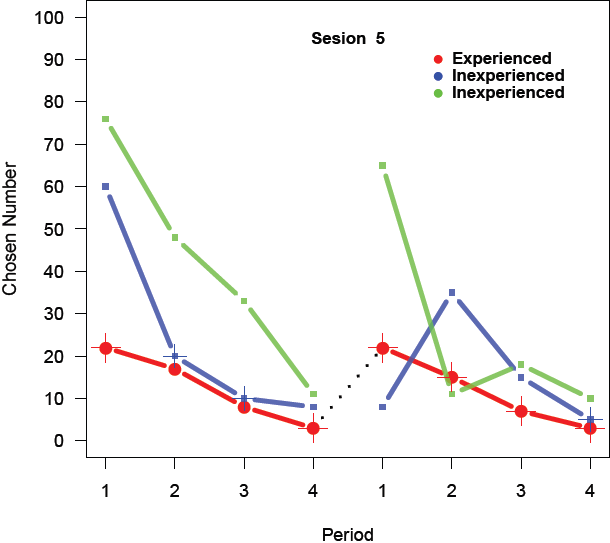 Sesion 5
Experienced
Inexperienced
Inexperienced
Chosen Number
100
90
80
70
60
50
40
30
20
10
0
1 2 3 4 1 2 3 4
Period